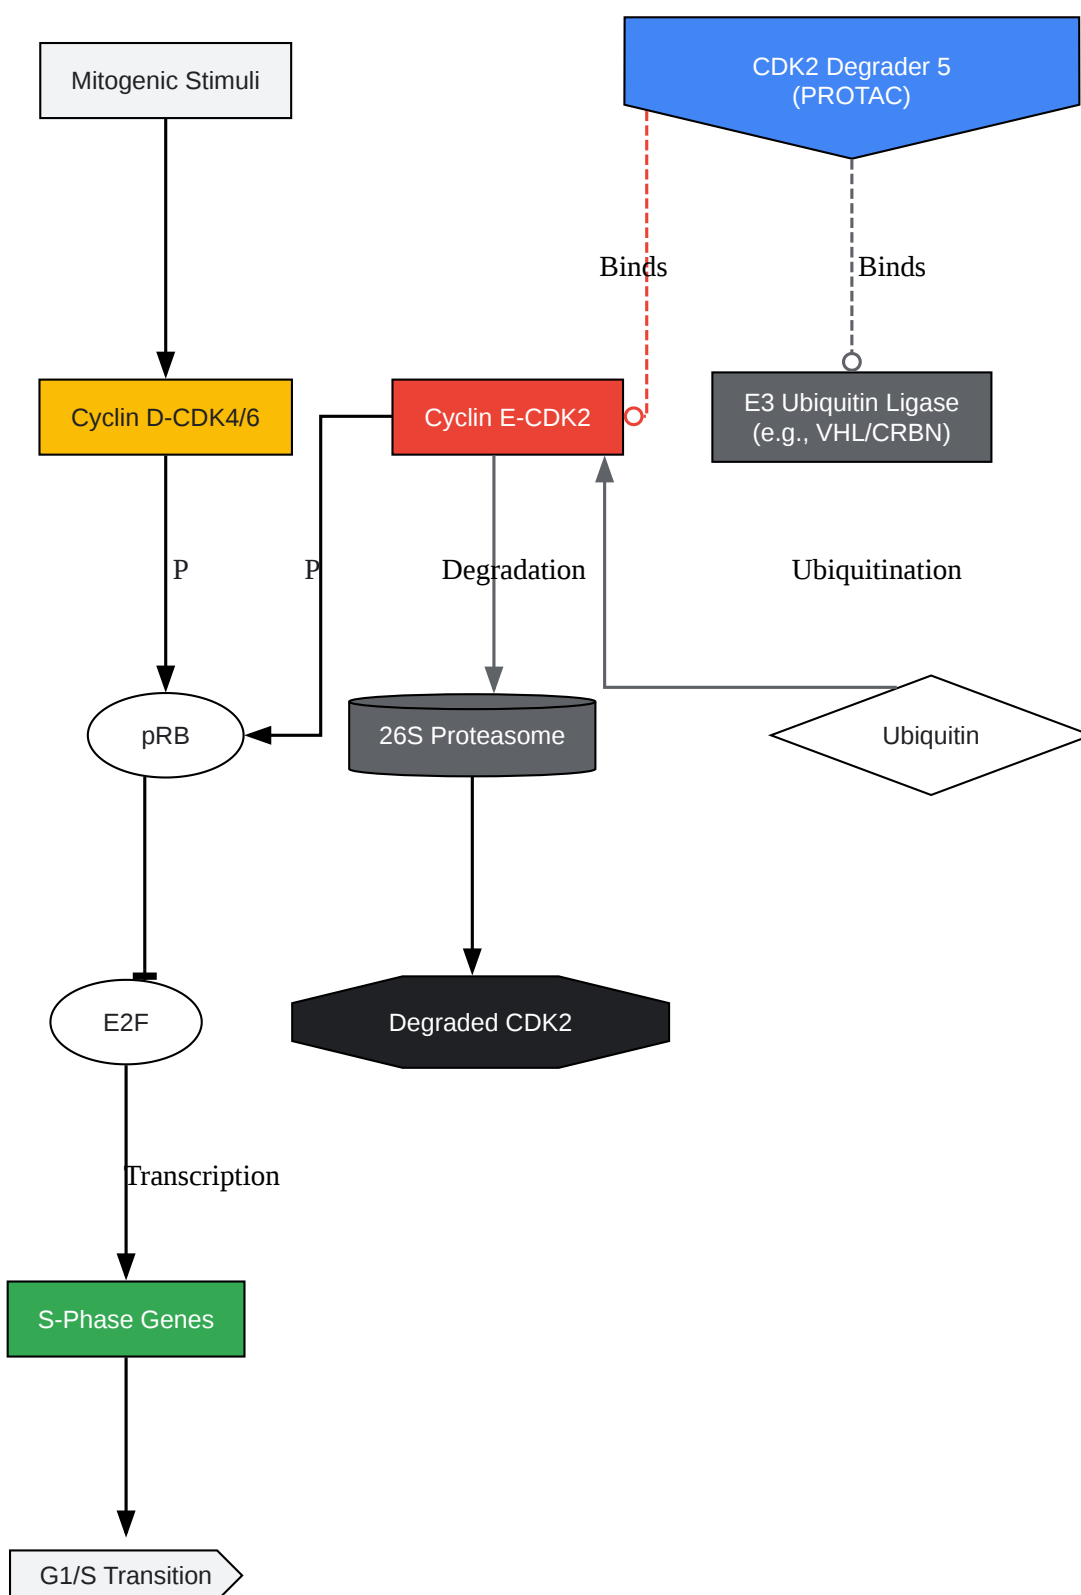 Mitogenic Stimuli
CDK2 Degrader 5
(PROTAC)
Binds
Binds
Cyclin D-CDK4/6
Cyclin E-CDK2
E3 Ubiquitin Ligase
(e.g., VHL/CRBN)
P
P
Degradation
Ubiquitination
pRB
26S Proteasome
Ubiquitin
E2F
Degraded CDK2
Transcription
S-Phase Genes
G1/S Transition